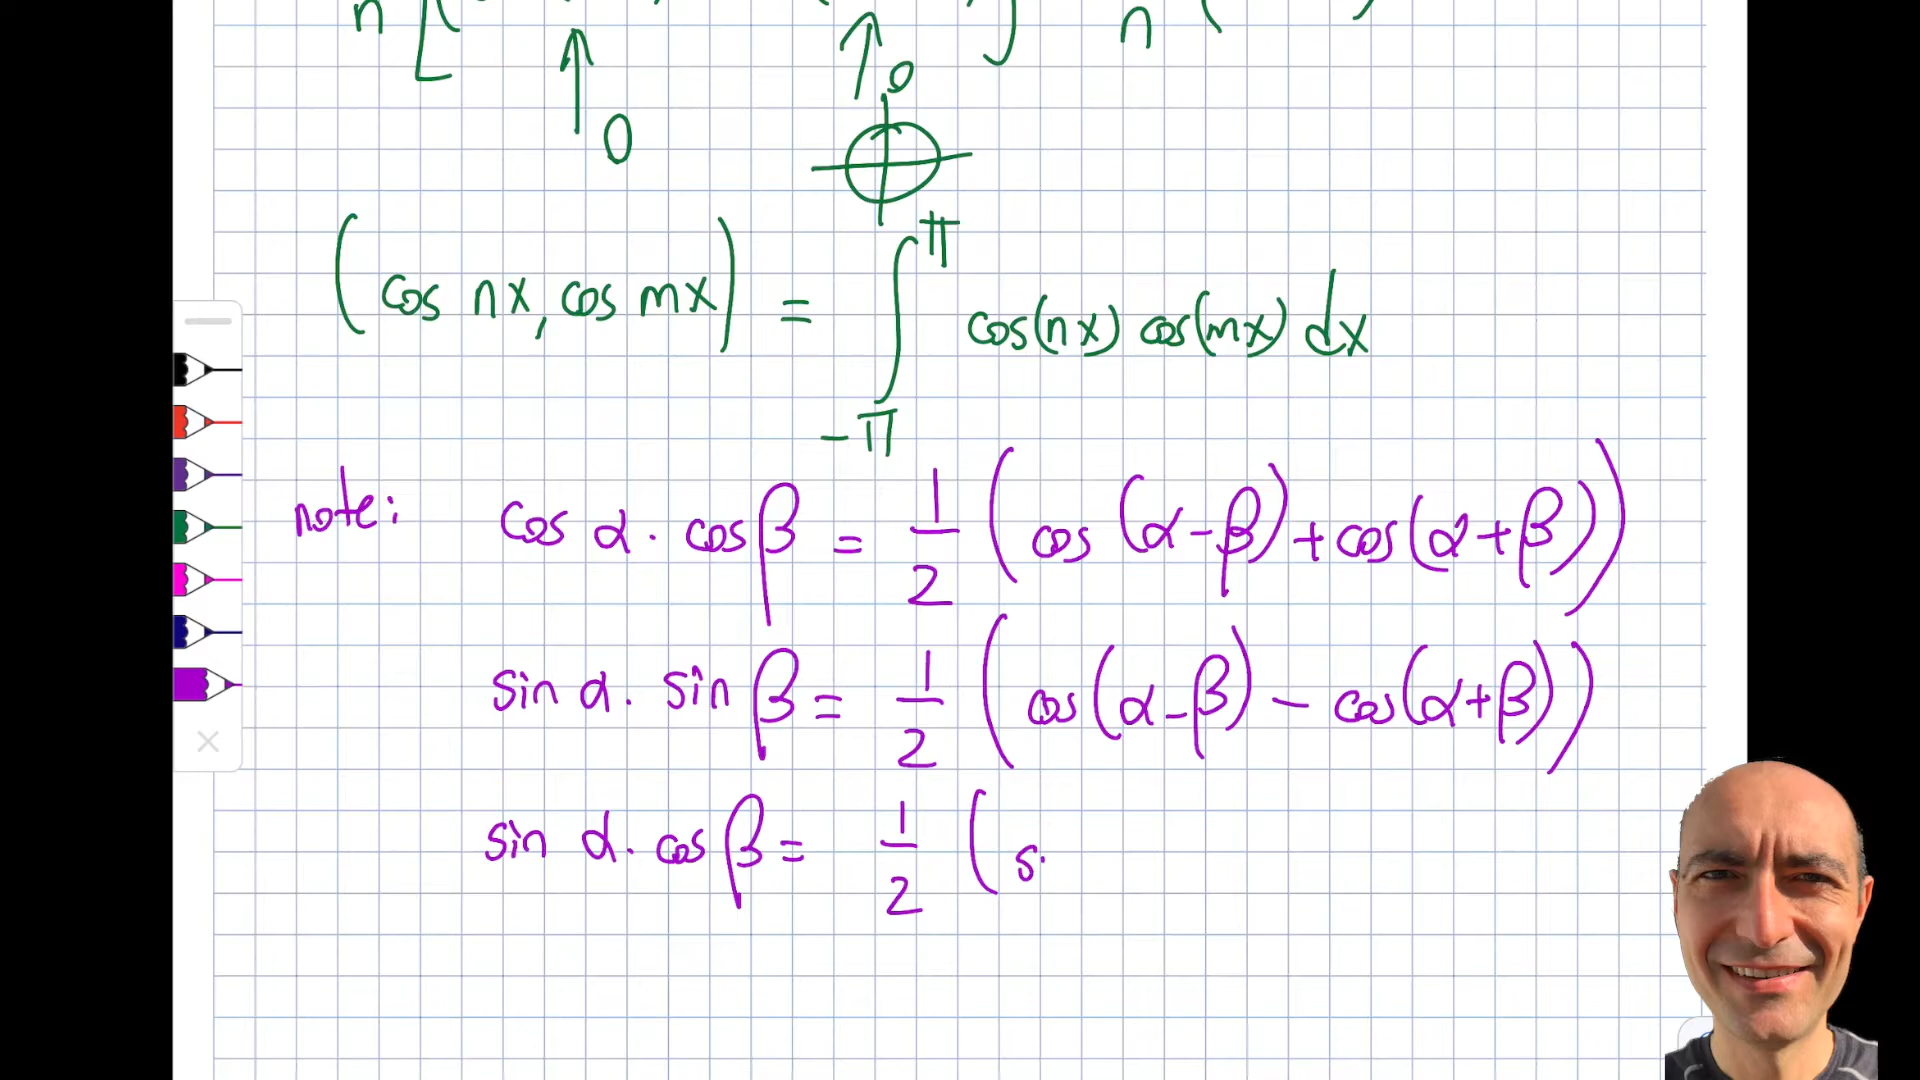 n [ ( n (
0 0
π
(cos nx, cos mx) = ∫ cos(nx) cos(mx) dx
-π
note: cos α · cos β = 1/2 (cos(α-β)+cos(α+β))
sin α · sin β = 1/2 (cos(α-β) - cos(α+β))
sin α · cos β = 1/2 ( s